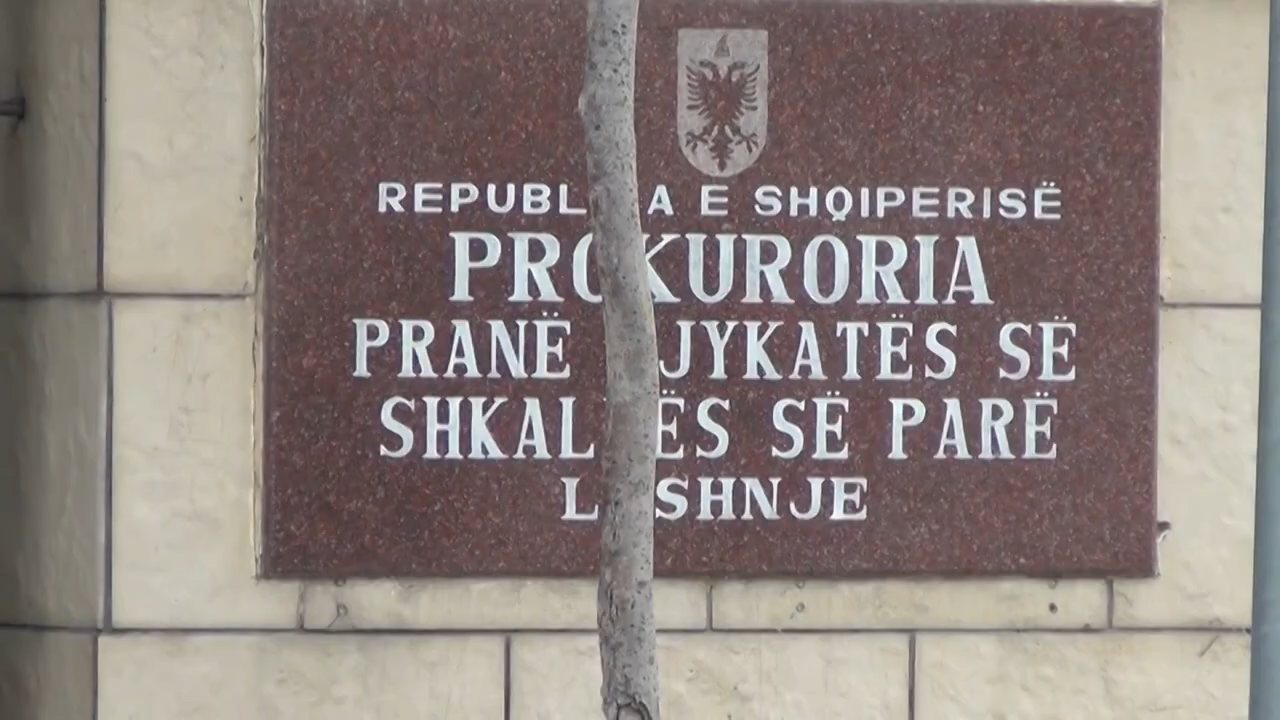 REPUBLIKA E SHQIPERISË
PROKURORIA
PRANË GJYKATËS SË
SHKALLËS SË PARË
LUSHNJE